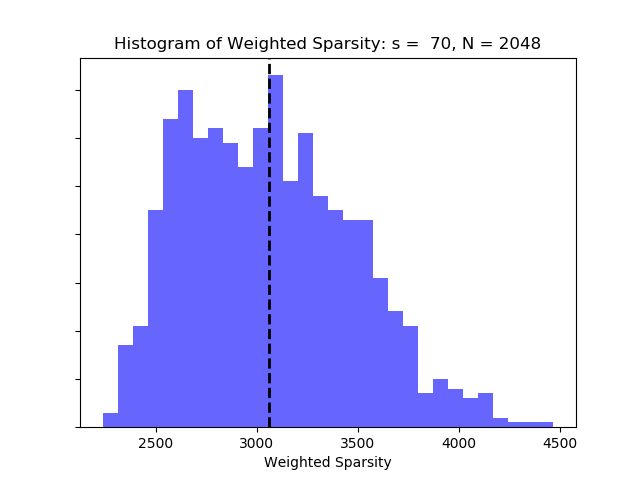 Histogram of Weighted Sparsity: s =  70, N = 2048
2500 3000 3500 4000 4500
Weighted Sparsity